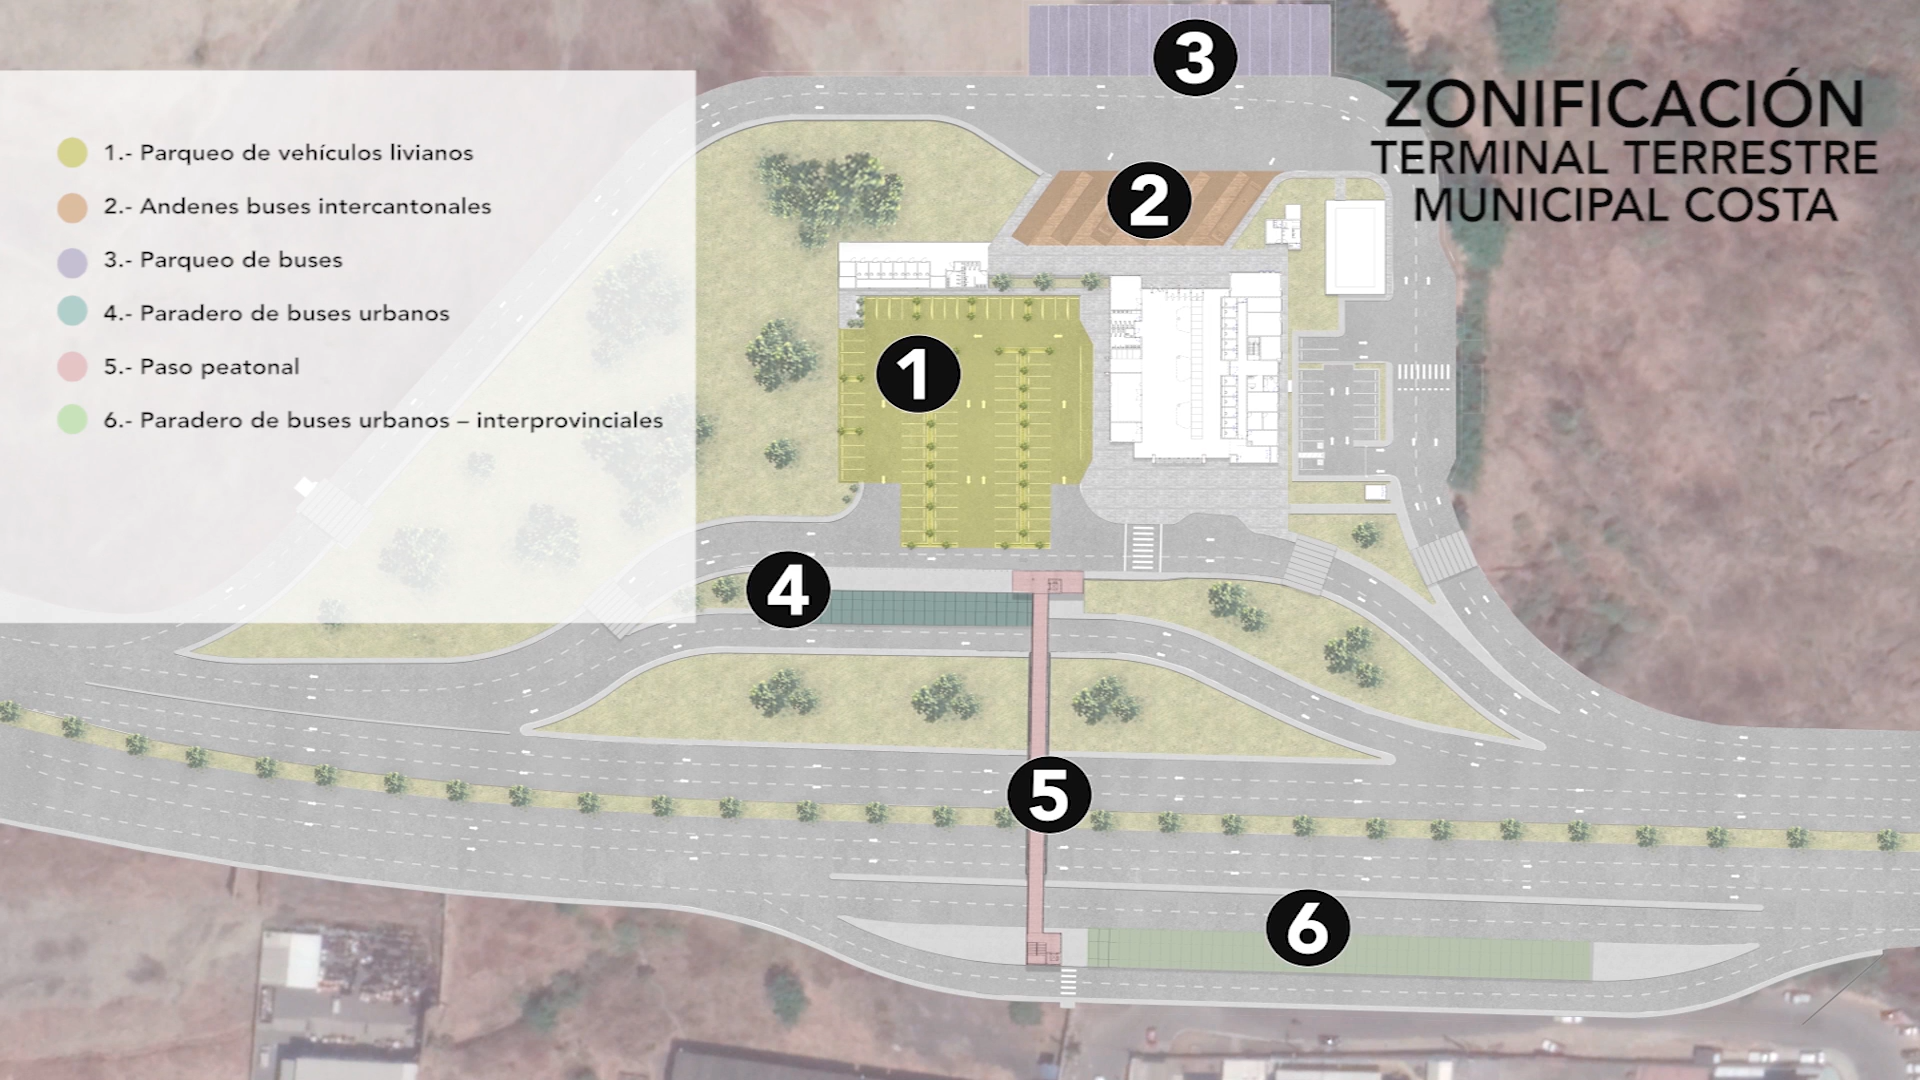 ZONIFICACIÓN
TERMINAL TERRESTRE
MUNICIPAL COSTA
1.- Parqueo de vehículos livianos
2.- Andenes buses intercantonales
3.- Parqueo de buses
4.- Paradero de buses urbanos
5.- Paso peatonal
6.- Paradero de buses urbanos – interprovinciales
3
2
1
4
5
6